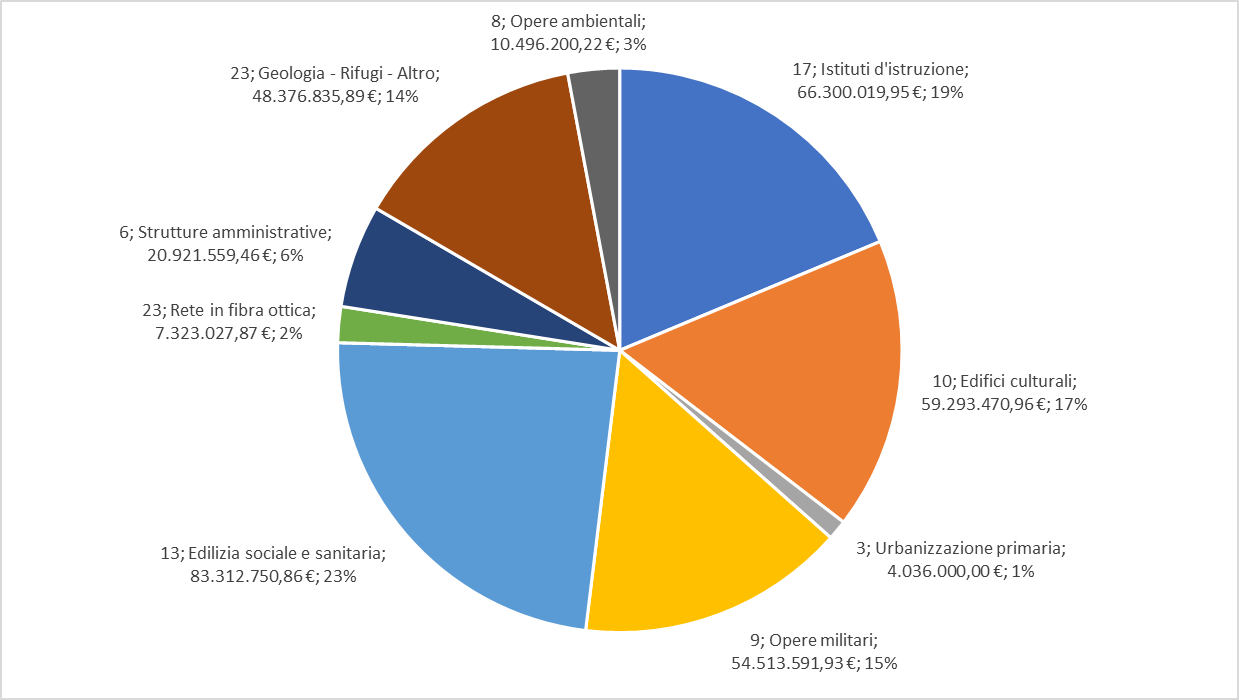 8; Opere ambientali;
10.496.200,22 €; 3%
17; Istituti d'istruzione;
66.300.019,95 €; 19%
23; Geologia - Rifugi - Altro;
48.376.835,89 €; 14%
6; Strutture amministrative;
20.921.559,46 €; 6%
23; Rete in fibra ottica;
7.323.027,87 €; 2%
10; Edifici culturali;
59.293.470,96 €; 17%
13; Edilizia sociale e sanitaria;
83.312.750,86 €; 23%
3; Urbanizzazione primaria;
4.036.000,00 €; 1%
9; Opere militari;
54.513.591,93 €; 15%